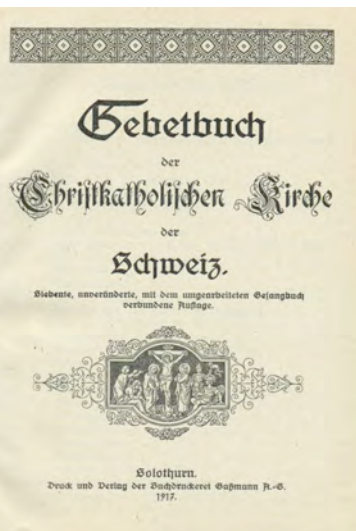 Gebetbuch
der
Christkatholischen Kirche
der
Schweiz.
Siebente, unveränderte, mit dem umgearbeiteten Gesangbuch
verbundene Auflage.
Solothurn.
Druck und Verlag der Buchdruckerei Gaßmann A.-G.
1917.